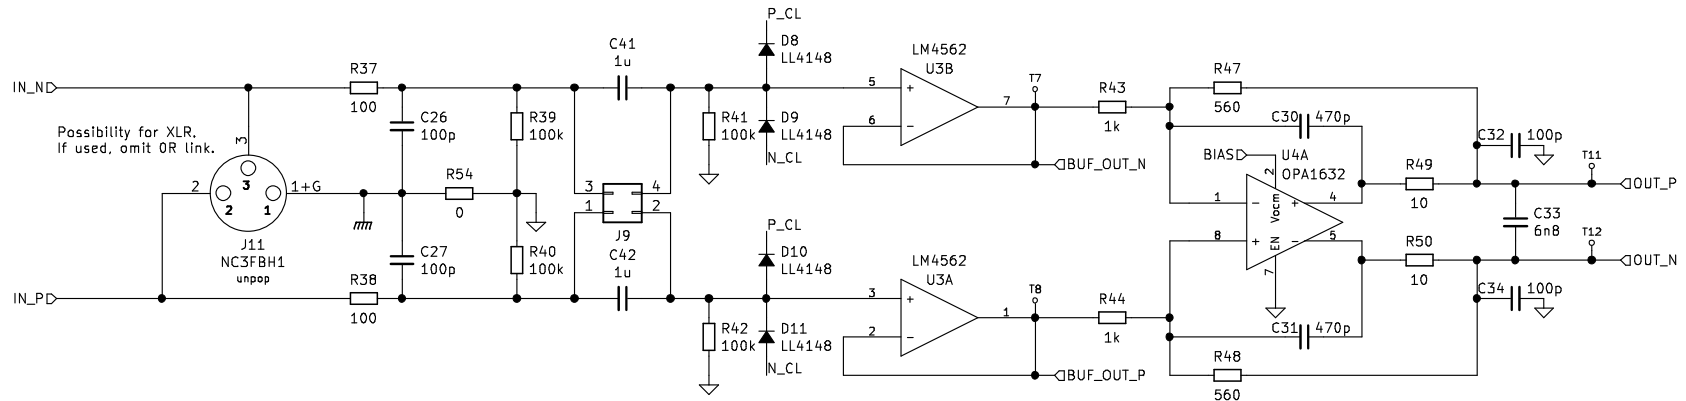 P_CL
D8
LL4148
C41
1u
LM4562
U3B
T7
R43
1k
R47
560
IN_N
R37
100
5
+
7
6
−
Possibility for XLR.
If used, omit 0R link.
3
C26
100p
R39
100k
R41
100k
D9
LL4148
N_CL
BUF_OUT_N
C30
470p
C32
100p
BIAS
U4A
OPA1632
R49
10
T11
OUT_P
2
1+G
3
2
1
R54
0
3
4
1
2
J9
1
−
2
Vocm
+
4
8
+
EN
−
5
7
C33
6n8
J11
NC3FBH1
unpop
C27
100p
R40
100k
C42
1u
P_CL
D10
LL4148
LM4562
U3A
T8
R44
1k
R50
10
T12
OUT_N
IN_P
R38
100
3
+
1
2
−
R42
100k
D11
LL4148
N_CL
BUF_OUT_P
C31
470p
C34
100p
R48
560